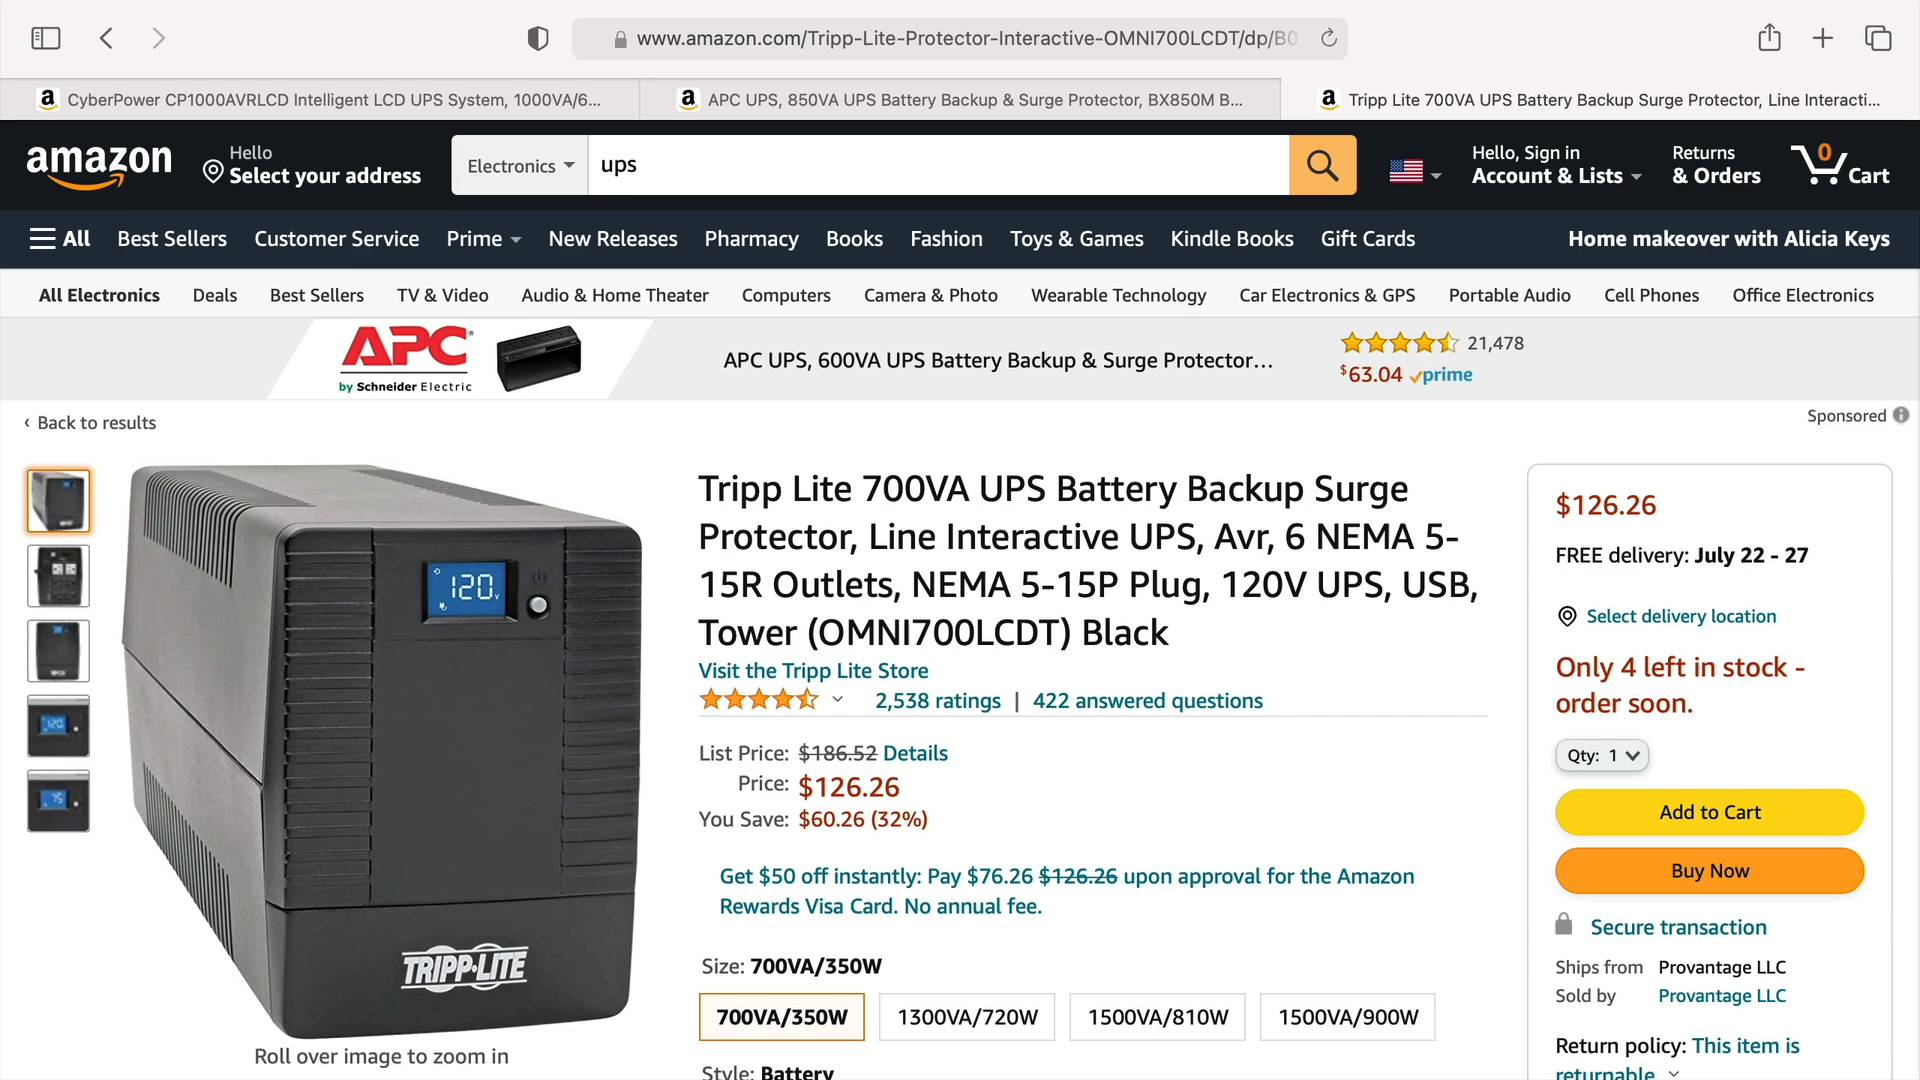 www.amazon.com/Tripp-Lite-Protector-Interactive-OMNI700LCDT/dp/B0
CyberPower CP1000AVRLCD Intelligent LCD UPS System, 1000VA/6...
APC UPS, 850VA UPS Battery Backup & Surge Protector, BX850M B...
Tripp Lite 700VA UPS Battery Backup Surge Protector, Line Interacti...
amazon
Hello
Select your address
Electronics
ups
Hello, Sign in
Account & Lists
Returns
& Orders
0
Cart
All
Best Sellers
Customer Service
Prime
New Releases
Pharmacy
Books
Fashion
Toys & Games
Kindle Books
Gift Cards
Home makeover with Alicia Keys
All Electronics
Deals
Best Sellers
TV & Video
Audio & Home Theater
Computers
Camera & Photo
Wearable Technology
Car Electronics & GPS
Portable Audio
Cell Phones
Office Electronics
APC
by Schneider Electric
APC UPS, 600VA UPS Battery Backup & Surge Protector...
21,478
$63.04 prime
Sponsored
‹ Back to results
120v
TRIPP·LITE
Roll over image to zoom in
Tripp Lite 700VA UPS Battery Backup Surge
Protector, Line Interactive UPS, Avr, 6 NEMA 5-
15R Outlets, NEMA 5-15P Plug, 120V UPS, USB,
Tower (OMNI700LCDT) Black
Visit the Tripp Lite Store
2,538 ratings | 422 answered questions
List Price: $186.52 Details
Price: $126.26
You Save: $60.26 (32%)
Get $50 off instantly: Pay $76.26 $126.26 upon approval for the Amazon
Rewards Visa Card. No annual fee.
Size: 700VA/350W
700VA/350W
1300VA/720W
1500VA/810W
1500VA/900W
Style: Battery
$126.26
FREE delivery: July 22 - 27
Select delivery location
Only 4 left in stock -
order soon.
Qty: 1
Add to Cart
Buy Now
Secure transaction
Ships from Provantage LLC
Sold by Provantage LLC
Return policy: This item is
returnable